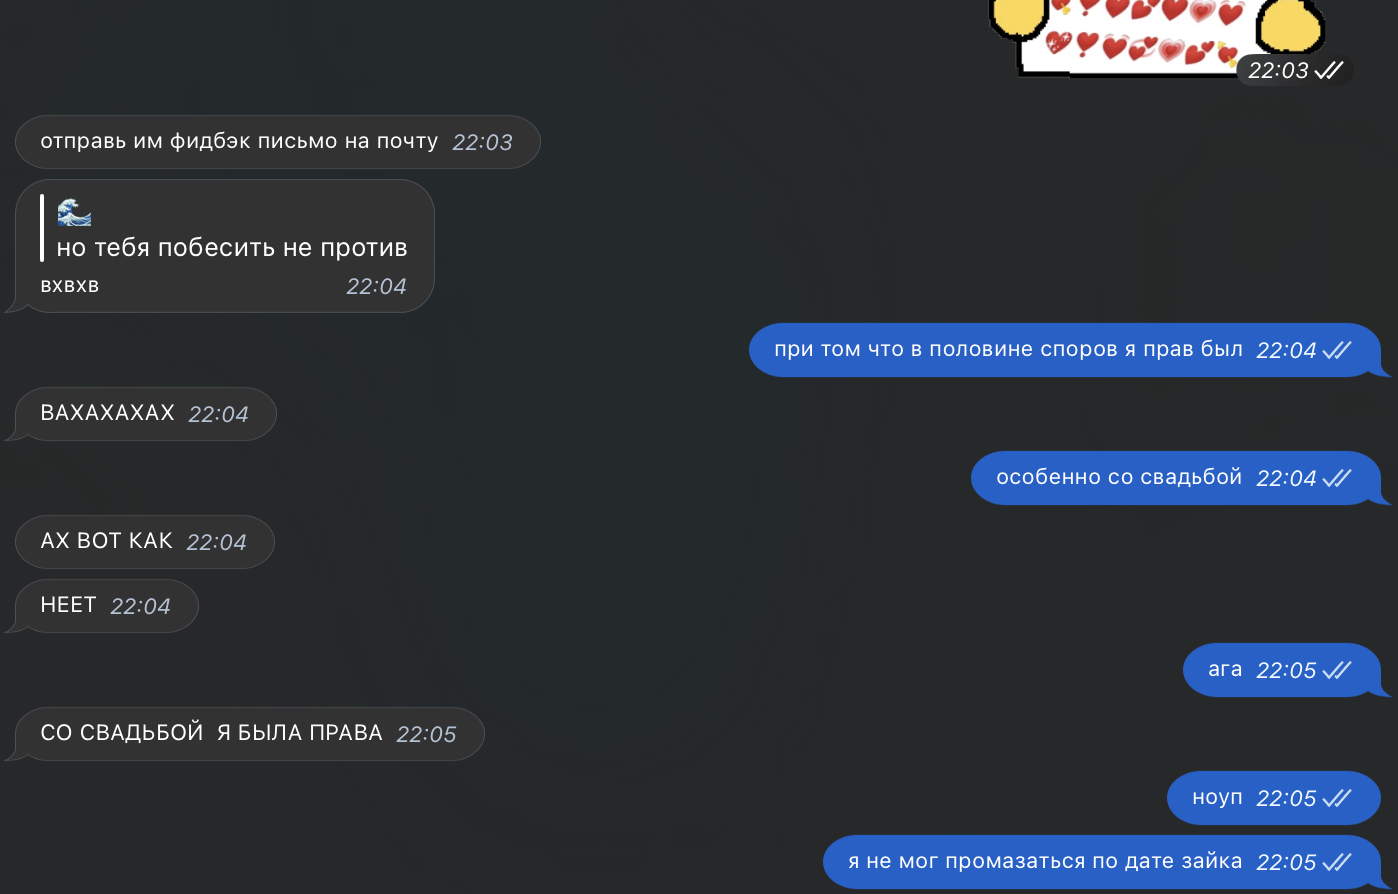 22:03
отправь им фидбэк письмо на почту 22:03
🌊
но тебя побесить не против
вхвхв 22:04
при том что в половине споров я прав был 22:04
ВАХАХАХАХ 22:04
особенно со свадьбой 22:04
АХ ВОТ КАК 22:04
НЕЕТ 22:04
ага 22:05
СО СВАДЬБОЙ  Я БЫЛА ПРАВА 22:05
ноуп 22:05
я не мог промазаться по дате зайка 22:05